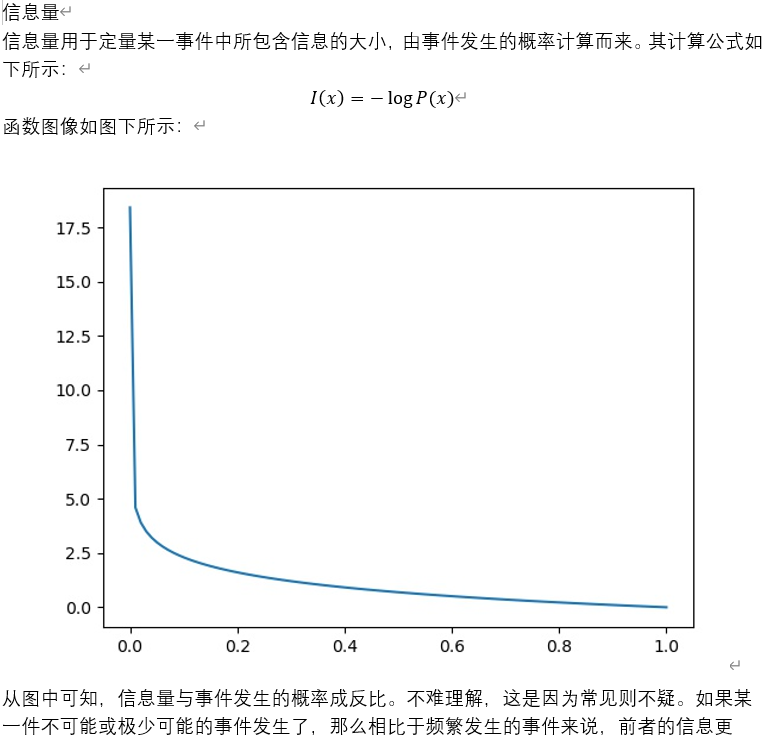 信息量
信息量用于定量某一事件中所包含信息的大小，由事件发生的概率计算而来。其计算公式如
下所示：
I(x) = − log P(x)
函数图像如图下所示：
17.5
15.0
12.5
10.0
7.5
5.0
2.5
0.0
0.0 0.2 0.4 0.6 0.8 1.0
从图中可知，信息量与事件发生的概率成反比。不难理解，这是因为常见则不疑。如果某
一件不可能或极少可能的事件发生了，那么相比于频繁发生的事件来说，前者的信息更